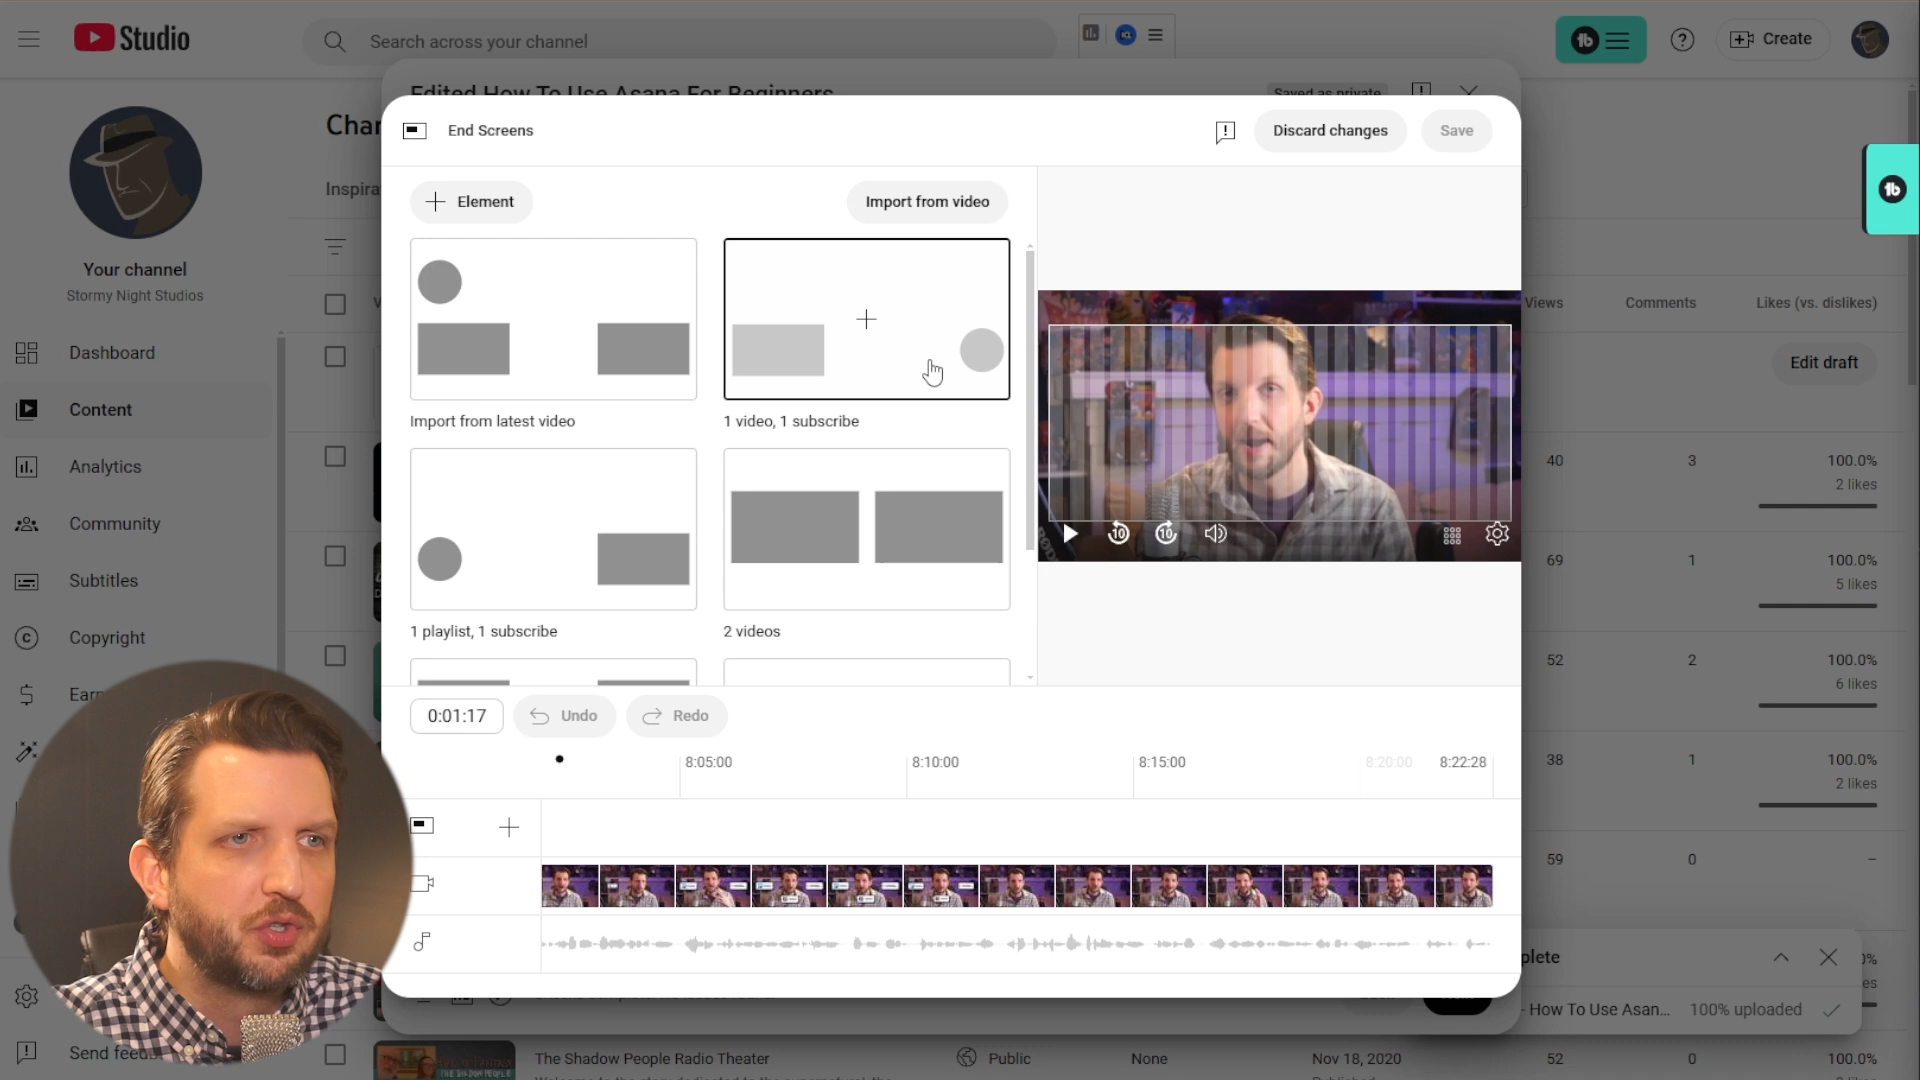 Studio
Search across your channel
Create
Edited How To Use Asana For Beginners
Saved as private
End Screens
Discard changes
Save
Your channel
Stormy Night Studios
Element
Import from video
Import from latest video
1 video, 1 subscribe
1 playlist, 1 subscribe
2 videos
Views
Comments
Likes (vs. dislikes)
Edit draft
Dashboard
Content
Analytics
Community
Subtitles
Copyright
40
3
100.0%
2 likes
69
1
100.0%
5 likes
52
2
100.0%
6 likes
38
1
100.0%
2 likes
59
0
–
0:01:17
Undo
Redo
8:05:00
8:10:00
8:15:00
8:20:00
8:22:28
10
10
How To Use Asan...
100% uploaded
The Shadow People Radio Theater
Public
None
Nov 18, 2020
52
0
100.0%